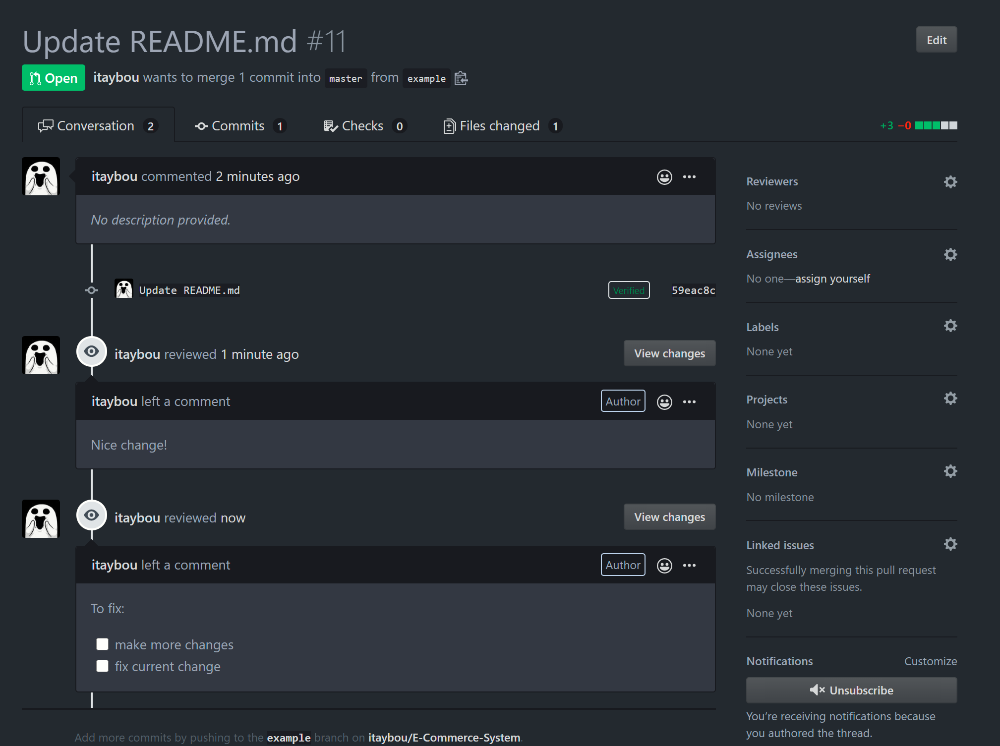 Update README.md #11
Edit
Open itaybou wants to merge 1 commit into master from example
Conversation 2 Commits 1 Checks 0 Files changed 1 +3 −0
itaybou commented 2 minutes ago
No description provided.
Update README.md Verified 59eac8c
itaybou reviewed 1 minute ago View changes
itaybou left a comment Author
Nice change!
itaybou reviewed now View changes
itaybou left a comment Author
To fix:
make more changes
fix current change
Add more commits by pushing to the example branch on itaybou/E-Commerce-System.
Reviewers
No reviews
Assignees
No one—assign yourself
Labels
None yet
Projects
None yet
Milestone
No milestone
Linked issues
Successfully merging this pull request
may close these issues.
None yet
Notifications Customize
Unsubscribe
You’re receiving notifications because
you authored the thread.